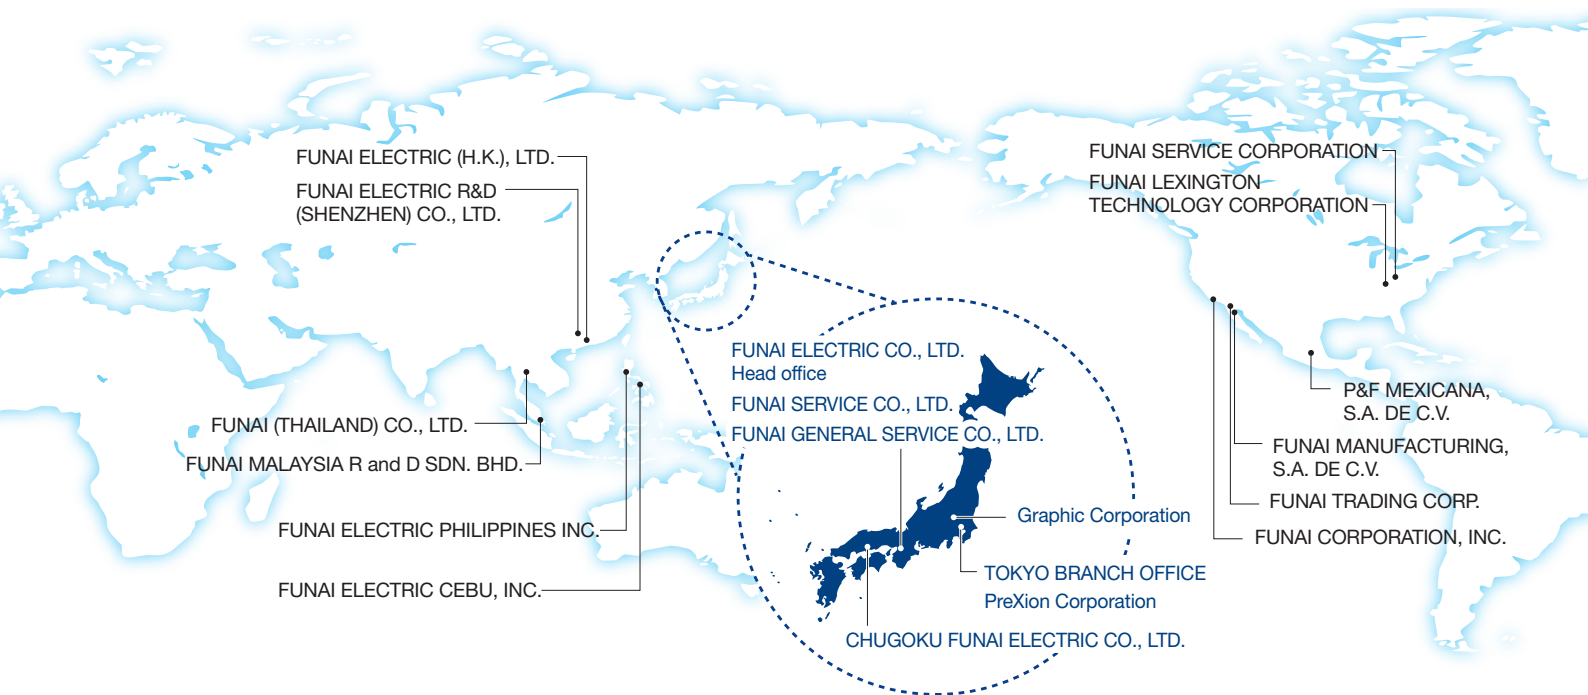 FUNAI ELECTRIC (H.K.), LTD.
FUNAI ELECTRIC R&D
(SHENZHEN) CO., LTD.
FUNAI (THAILAND) CO., LTD.
FUNAI MALAYSIA R and D SDN. BHD.
FUNAI ELECTRIC PHILIPPINES INC.
FUNAI ELECTRIC CEBU, INC.
FUNAI ELECTRIC CO., LTD.
Head office
FUNAI SERVICE CO., LTD.
FUNAI GENERAL SERVICE CO., LTD.
Graphic Corporation
TOKYO BRANCH OFFICE
PreXion Corporation
CHUGOKU FUNAI ELECTRIC CO., LTD.
FUNAI SERVICE CORPORATION
FUNAI LEXINGTON
TECHNOLOGY CORPORATION
P&F MEXICANA,
S.A. DE C.V.
FUNAI MANUFACTURING,
S.A. DE C.V.
FUNAI TRADING CORP.
FUNAI CORPORATION, INC.